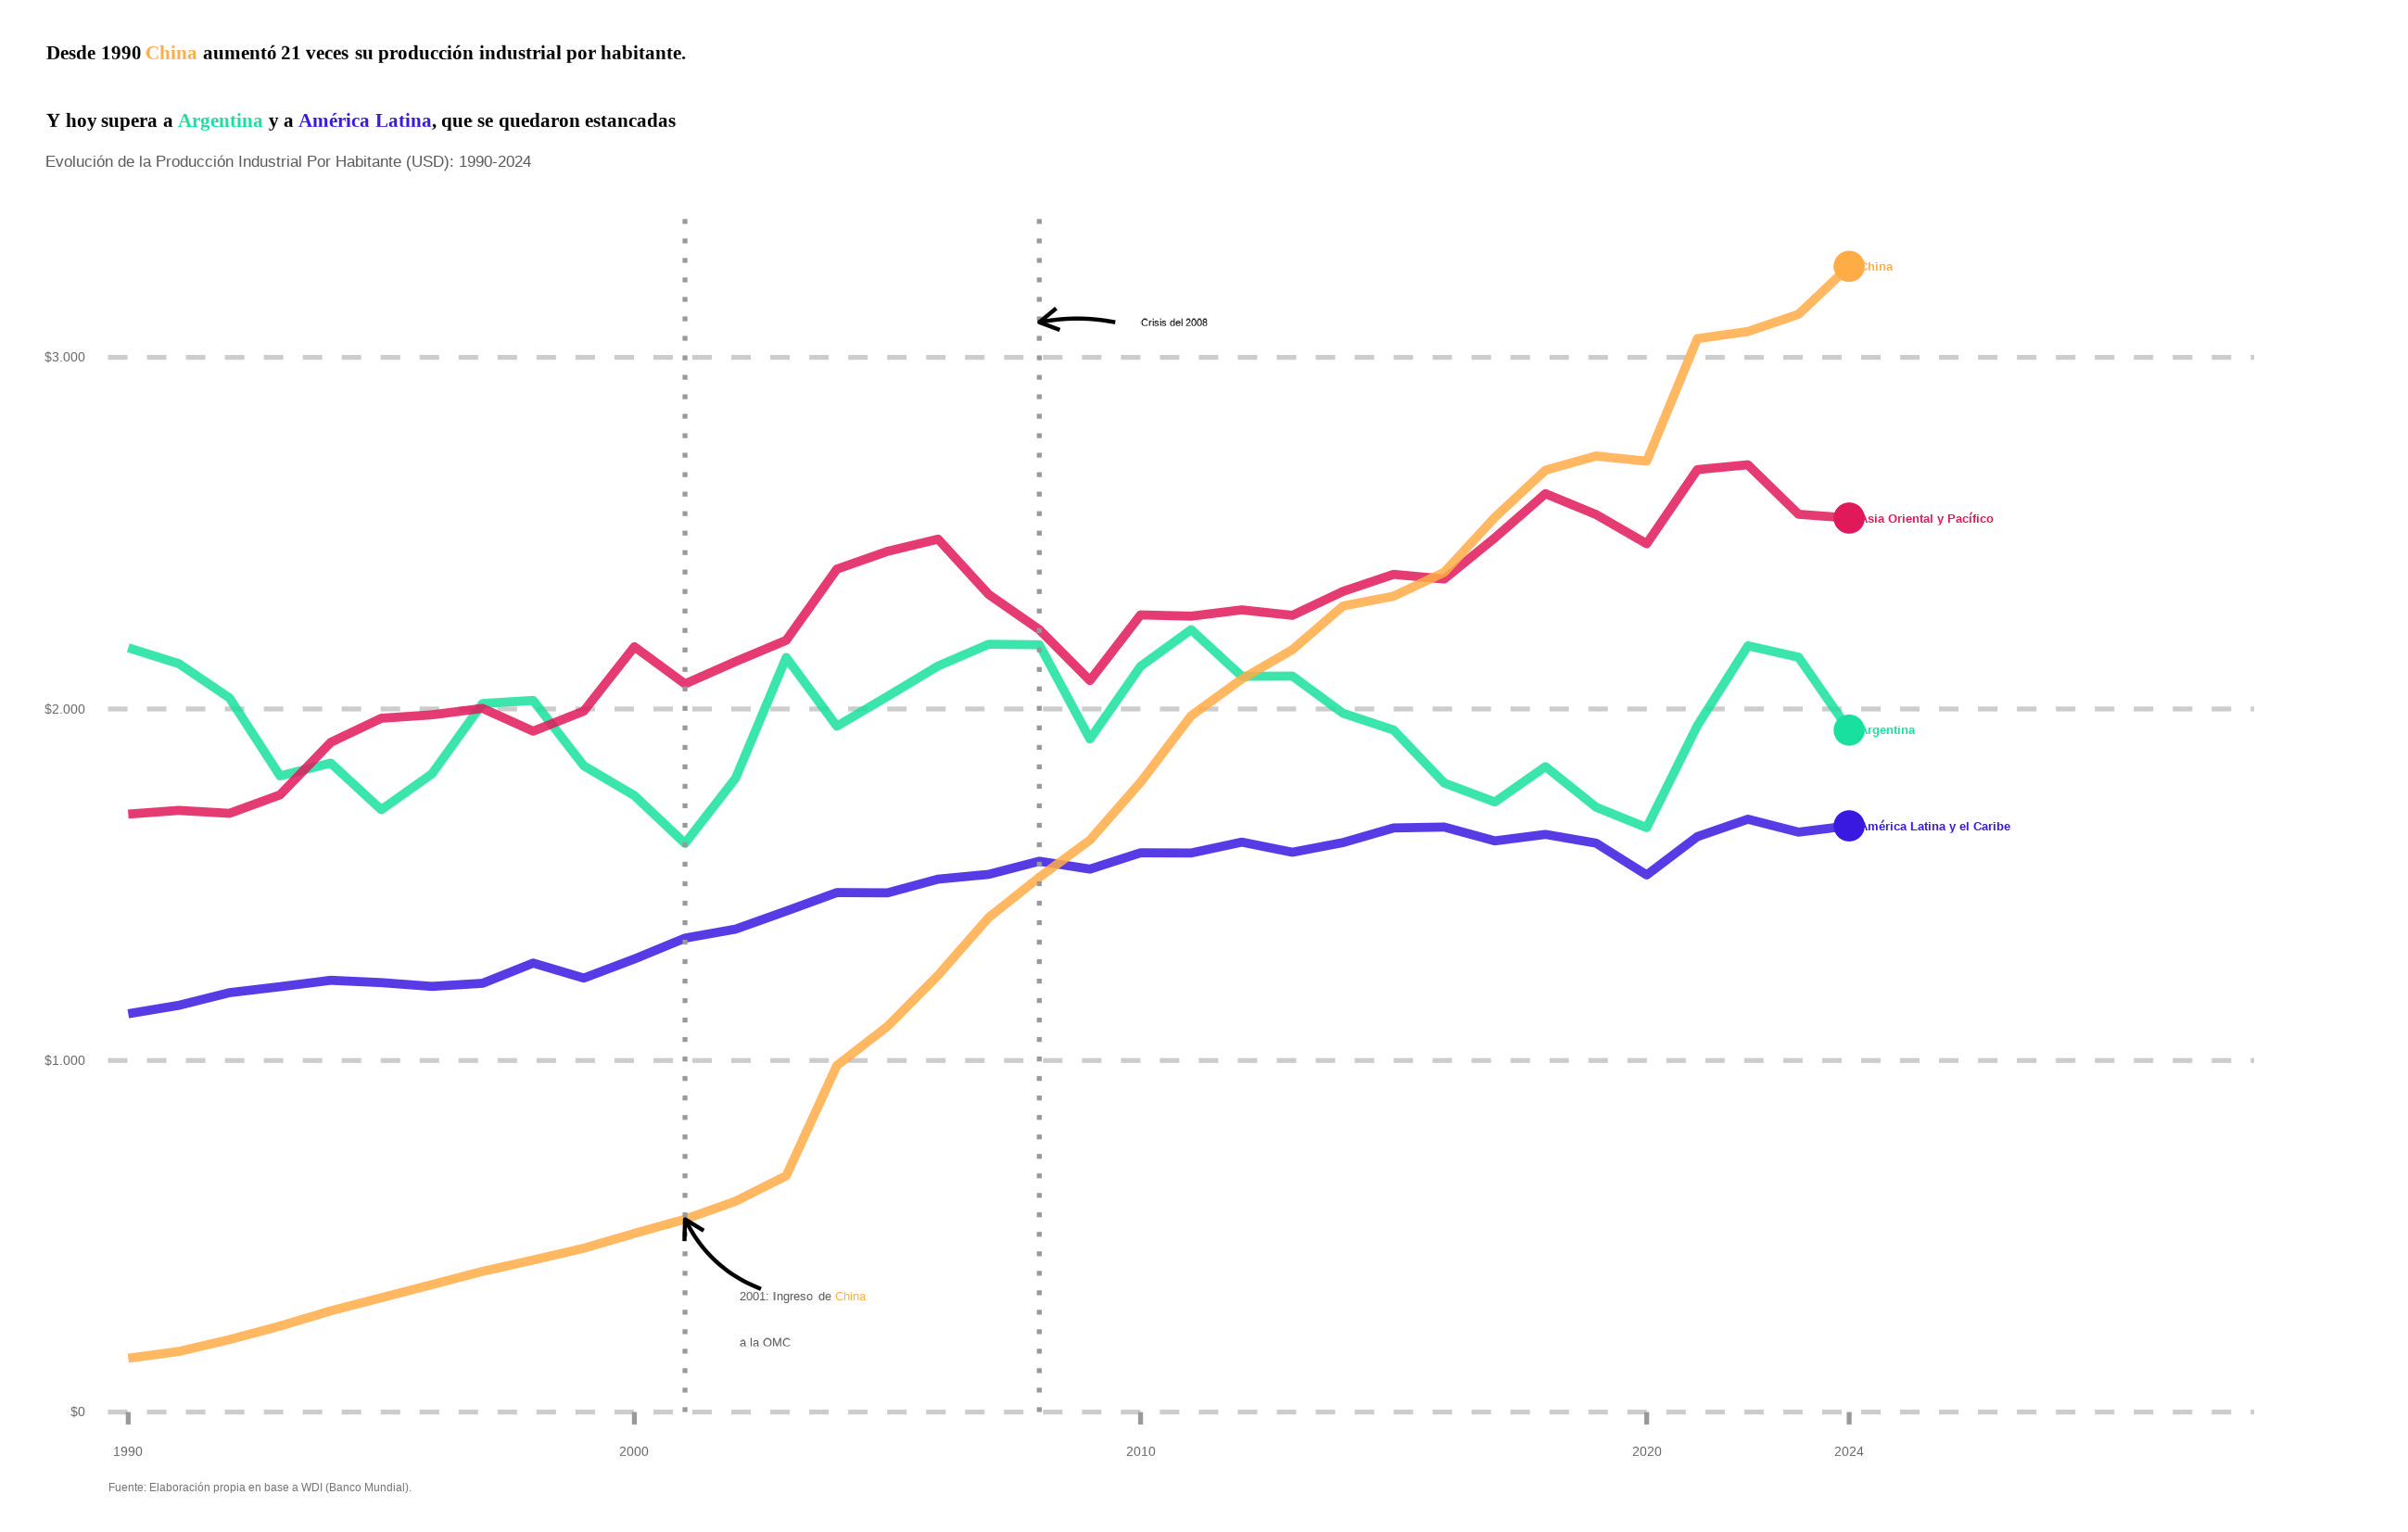 Desde 1990 China aumentó 21 veces su producción industrial por habitante.
Y hoy supera a Argentina y a América Latina, que se quedaron estancadas
Evolución de la Producción Industrial Por Habitante (USD): 1990-2024
China
Crisis del 2008
$3.000
Asia Oriental y Pacífico
$2.000
Argentina
América Latina y el Caribe
$1.000
2001: Ingreso de China
a la OMC
$0
1990
2000
2010
2020
2024
Fuente: Elaboración propia en base a WDI (Banco Mundial).